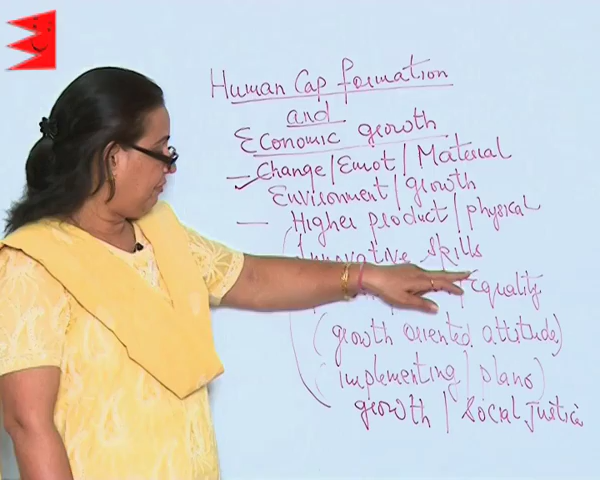 Human Cap formation
and
Economic growth
— Change/Emot/Material
Environment/growth
— Higher product/physical
Innovative skills
Equality
(growth oriented attitude)
(implementing/plans)
growth/Social Justice